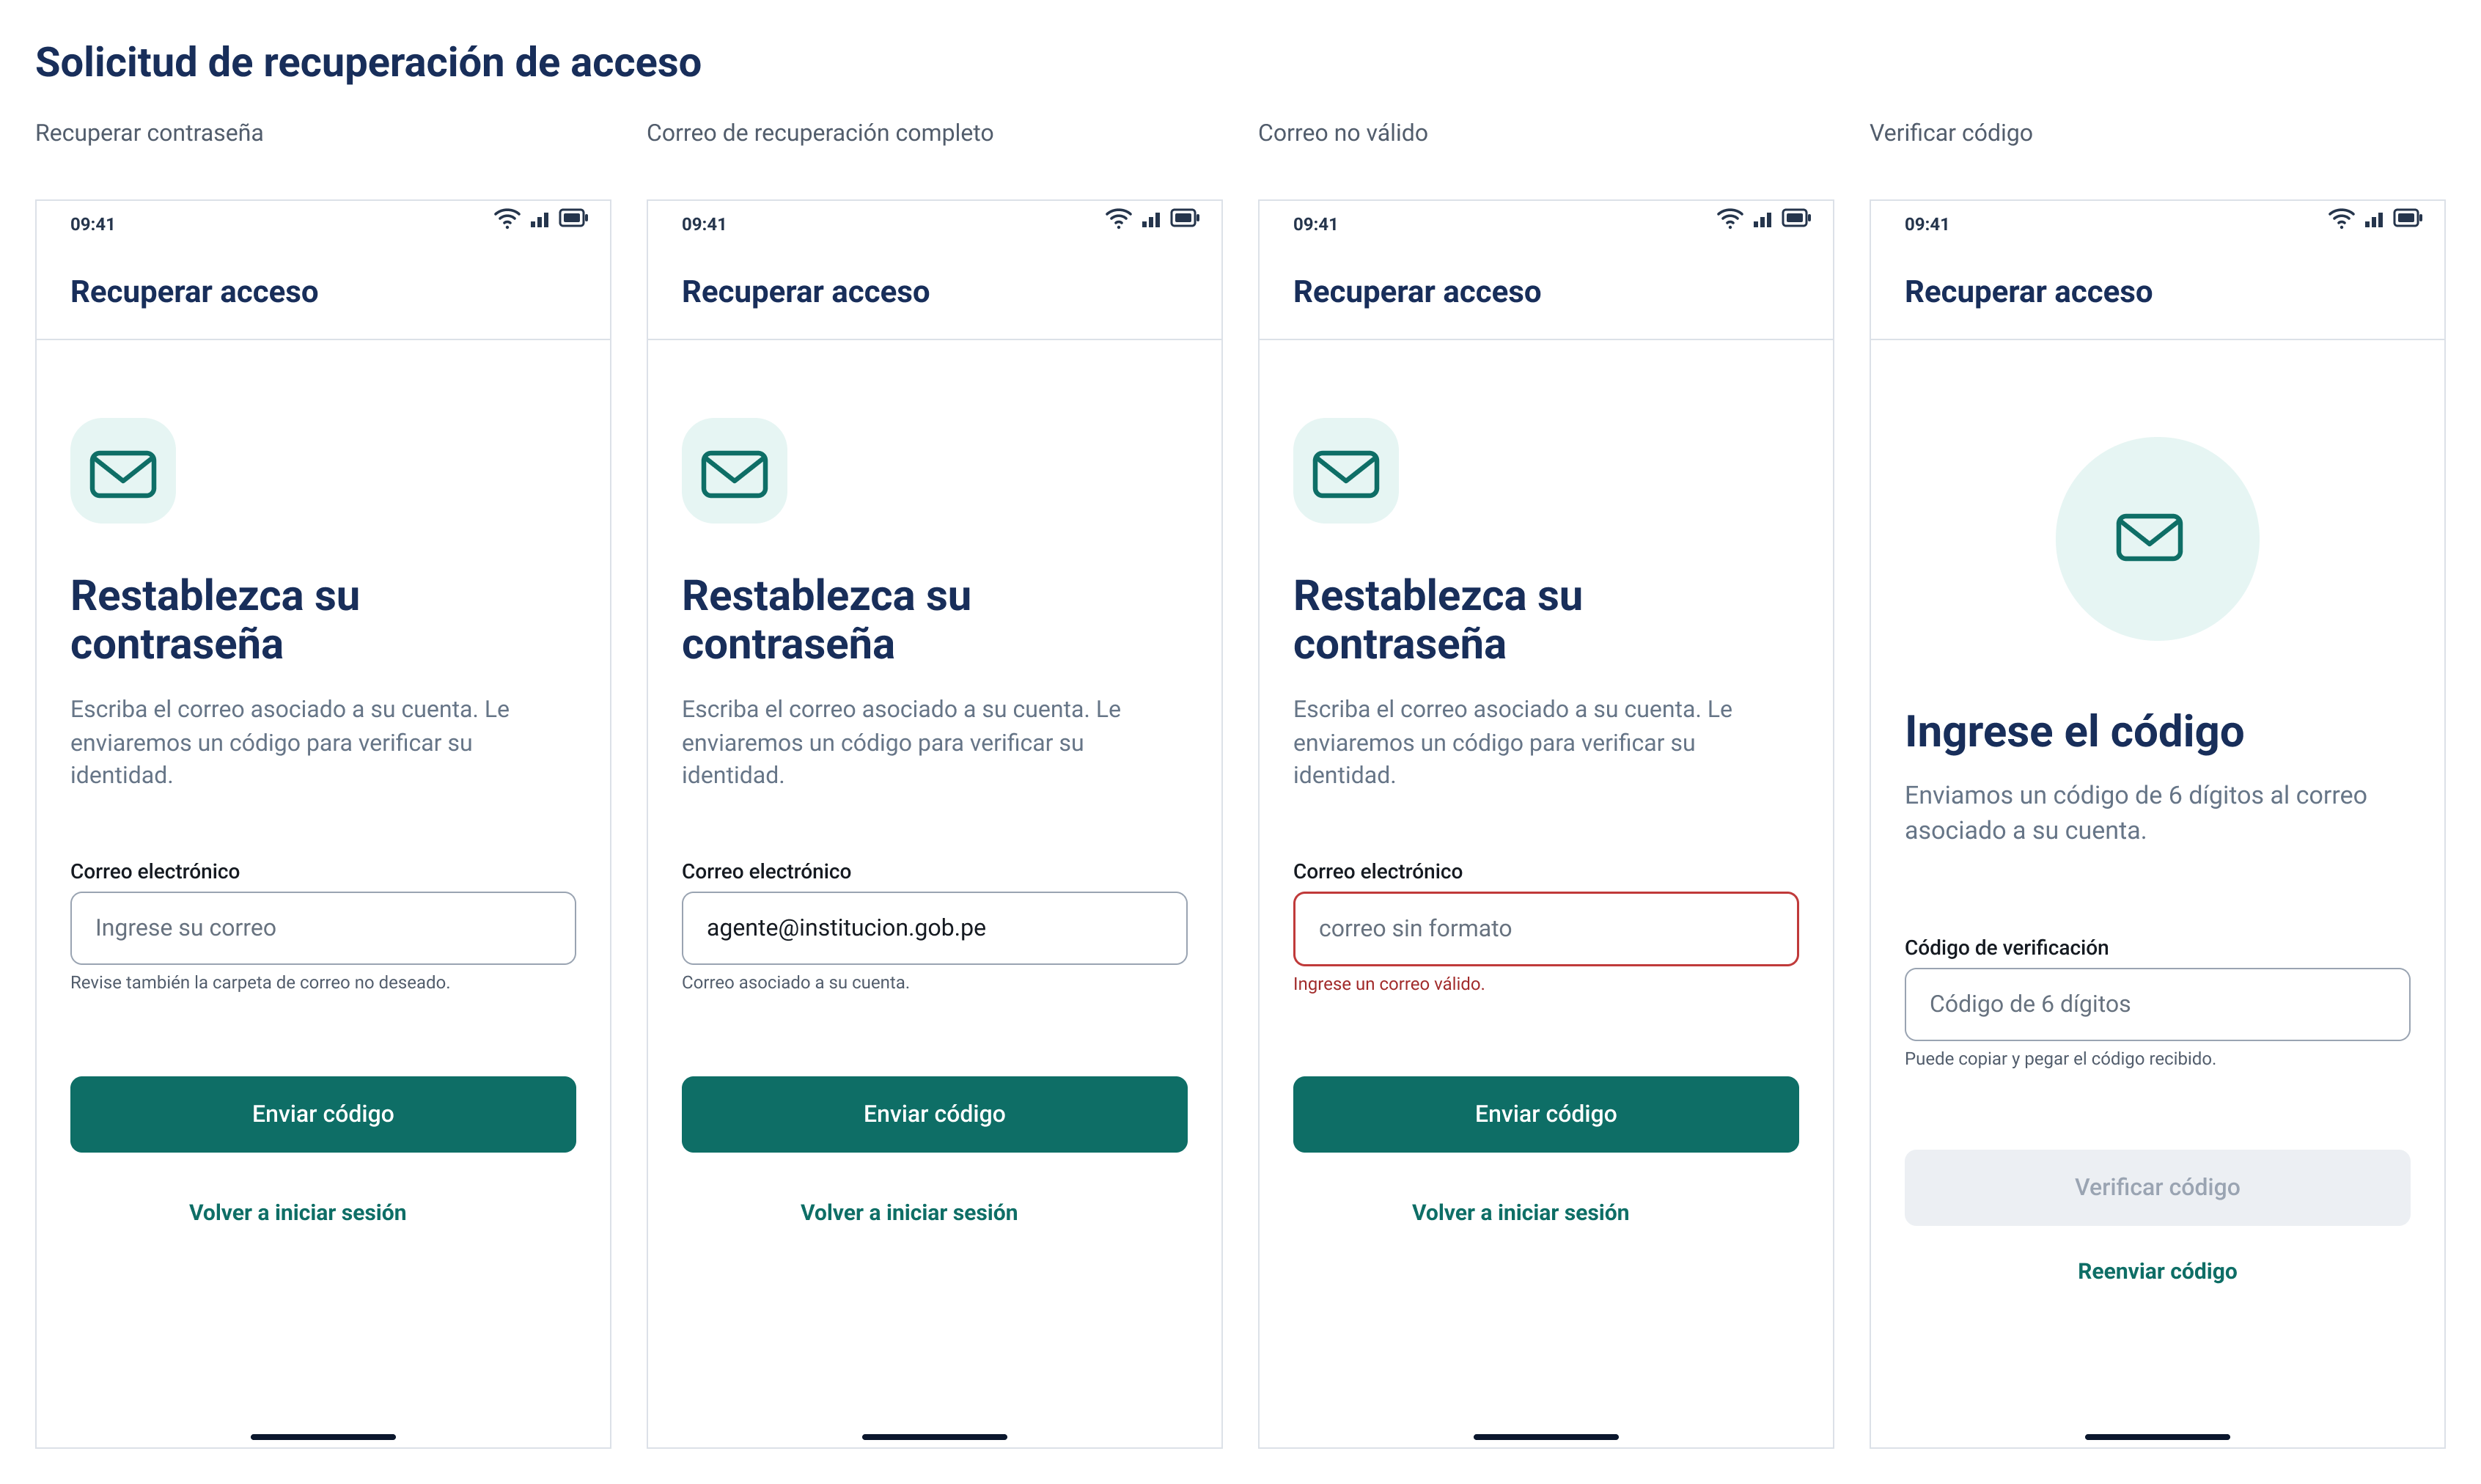 Solicitud de recuperación de acceso
Recuperar contraseña
09:41
Recuperar acceso
Restablezca su
contraseña
Escriba el correo asociado a su cuenta. Le
enviaremos un código para verificar su
identidad.
Correo electrónico
Ingrese su correo
Revise también la carpeta de correo no deseado.
Enviar código
Volver a iniciar sesión
Correo de recuperación completo
09:41
Recuperar acceso
Restablezca su
contraseña
Escriba el correo asociado a su cuenta. Le
enviaremos un código para verificar su
identidad.
Correo electrónico
agente@institucion.gob.pe
Correo asociado a su cuenta.
Enviar código
Volver a iniciar sesión
Correo no válido
09:41
Recuperar acceso
Restablezca su
contraseña
Escriba el correo asociado a su cuenta. Le
enviaremos un código para verificar su
identidad.
Correo electrónico
correo sin formato
Ingrese un correo válido.
Enviar código
Volver a iniciar sesión
Verificar código
09:41
Recuperar acceso
Ingrese el código
Enviamos un código de 6 dígitos al correo
asociado a su cuenta.
Código de verificación
Código de 6 dígitos
Puede copiar y pegar el código recibido.
Verificar código
Reenviar código